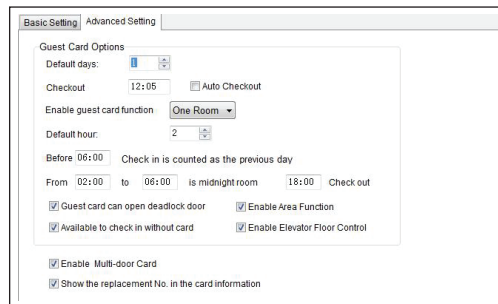 Basic Setting Advanced Setting
Guest Card Options
Default days: 1
Checkout 12:05 Auto Checkout
Enable guest card function One Room
Default hour: 2
Before 06:00 Check in is counted as the previous day
From 02:00 to 06:00 is midnight room 18:00 Check out
Guest card can open deadlock door Enable Area Function
Available to check in without card Enable Elevator Floor Control
Enable Multi-door Card
Show the replacement No. in the card information